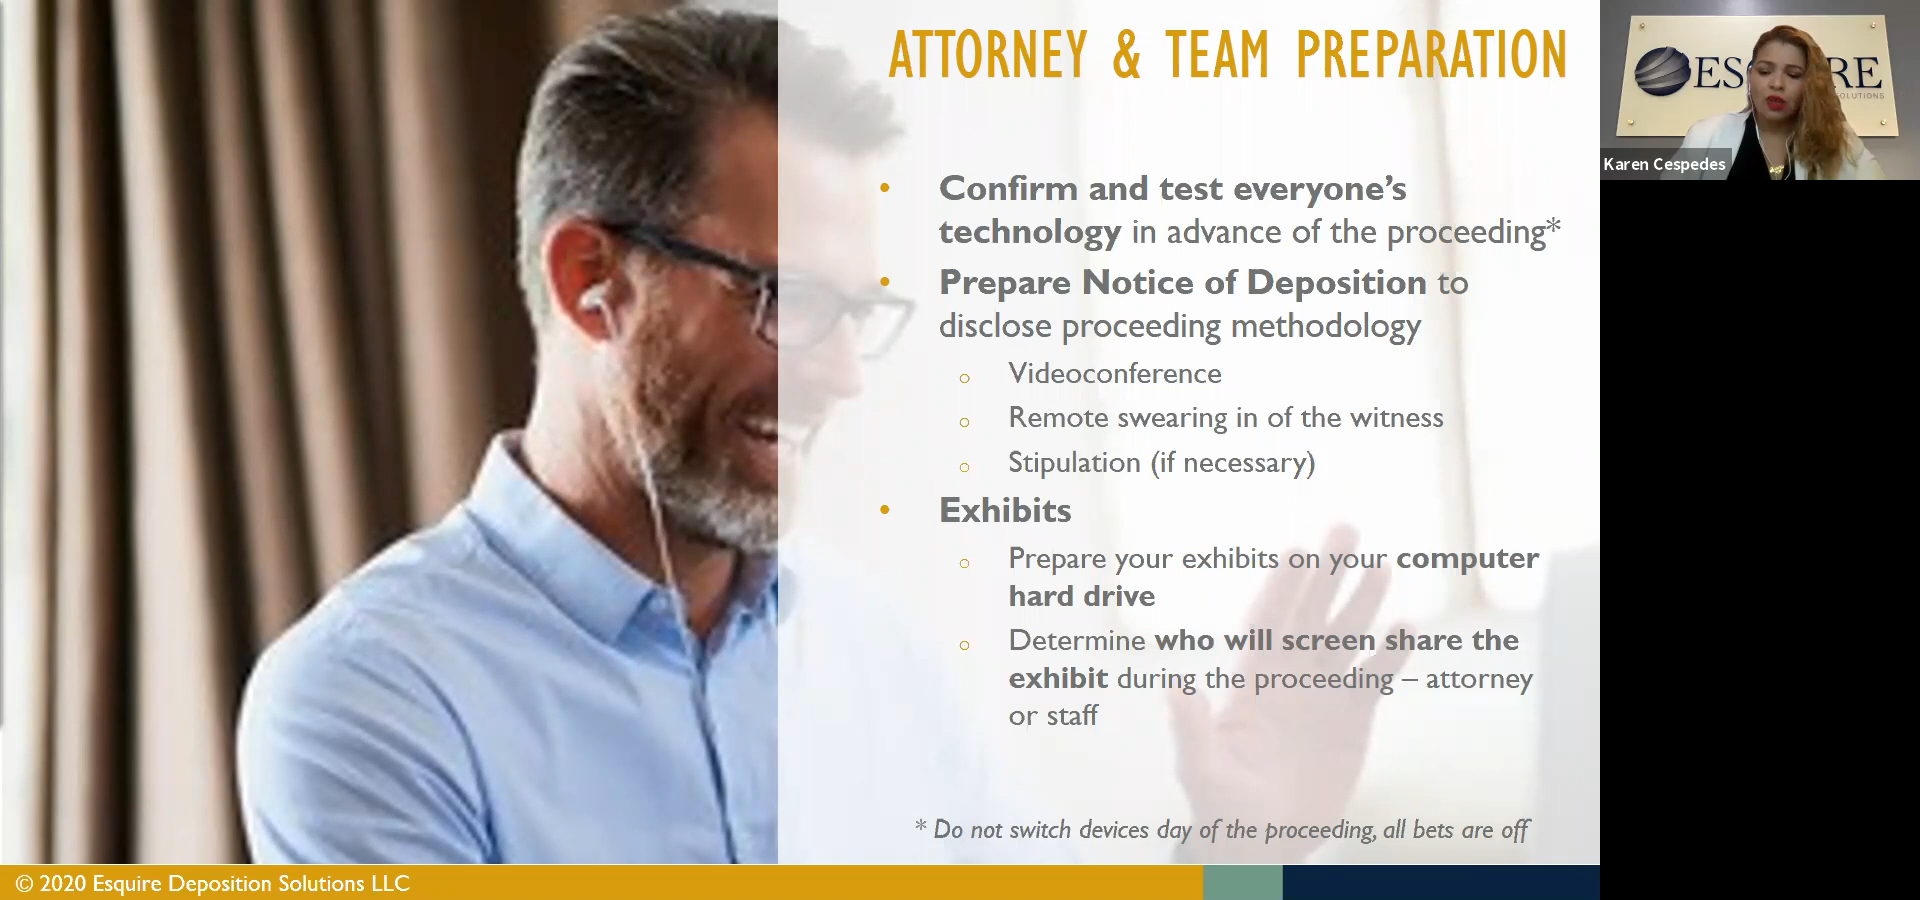 ATTORNEY & TEAM PREPARATION
• Confirm and test everyone’s
technology in advance of the proceeding*
• Prepare Notice of Deposition to
disclose proceeding methodology
○ Videoconference
○ Remote swearing in of the witness
○ Stipulation (if necessary)
• Exhibits
○ Prepare your exhibits on your computer
hard drive
○ Determine who will screen share the
exhibit during the proceeding – attorney
or staff
* Do not switch devices day of the proceeding, all bets are off
© 2020 Esquire Deposition Solutions LLC
ES RE
OLUTIONS
Karen Cespedes